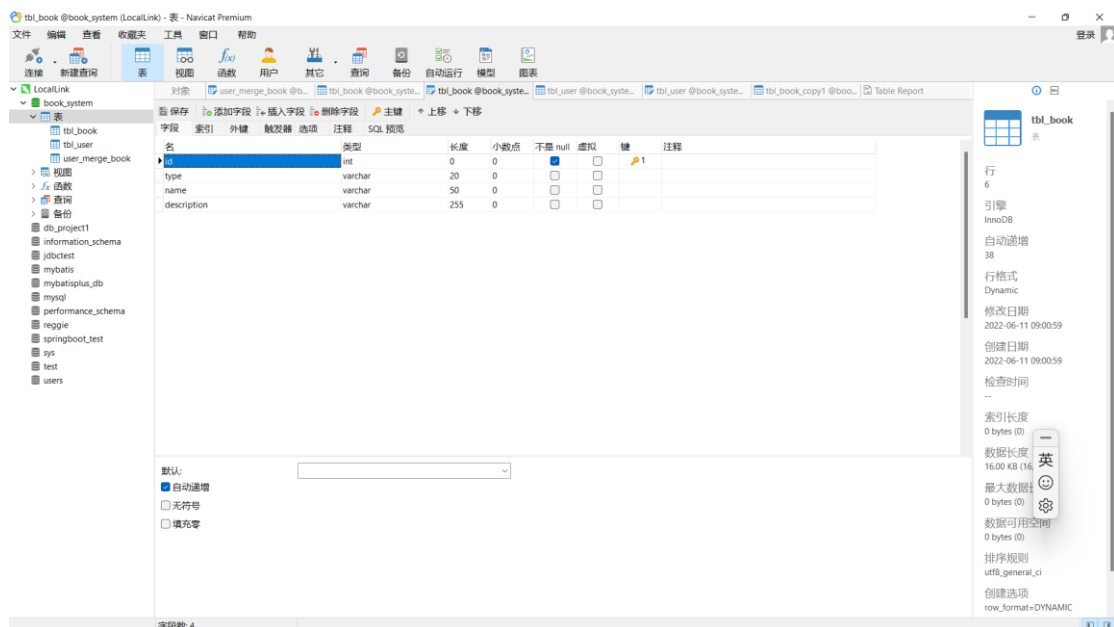 tbl_book @book_system (LocalLink) - 表 - Navicat Premium
文件 编辑 查看 收藏夹 工具 窗口 帮助 登录
连接 新建查询 表 视图 函数 用户 其它 查询 备份 自动运行 模型 图表
对象 user_merge_book @b... tbl_book @book_syste... tbl_book @book_syste... tbl_user @book_syste... tbl_user @book_syste... tbl_book_copy1 @boo... Table Report
LocalLink
book_system
表
tbl_book
tbl_user
user_merge_book
视图
函数
查询
备份
db_project1
information_schema
jdbctest
mybatis
mybatisplus_db
mysql
performance_schema
reggie
springboot_test
sys
test
users
保存 添加字段 插入字段 删除字段 主键 上移 下移
字段 索引 外键 触发器 选项 注释 SQL 预览
名 类型 长度 小数点 不是 null 虚拟 键 注释
id int 0 0 1
type varchar 20 0
name varchar 50 0
description varchar 255 0
默认:
自动递增
无符号
填充零
字段数: 4
tbl_book
表
行
6
引擎
InnoDB
自动递增
38
行格式
Dynamic
修改日期
2022-06-11 09:00:59
创建日期
2022-06-11 09:00:59
检查时间
--
索引长度
0 bytes (0)
数据长度
16.00 KB (16,
最大数据
0 bytes (0)
数据可用空间
0 bytes (0)
排序规则
utf8_general_ci
创建选项
row_format=DYNAMIC
英